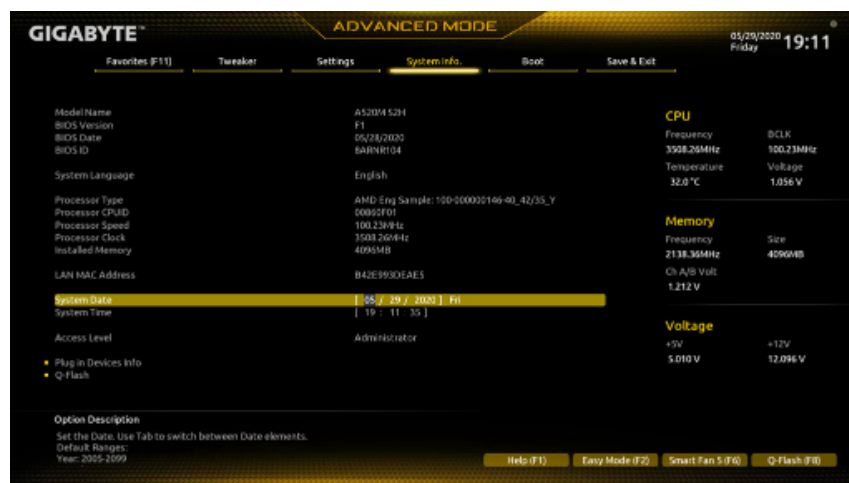 GIGABYTE™
ADVANCED MODE
05/29/2020
Friday
19:11
Favorites (F11) Tweaker Settings System Info. Boot Save & Exit
Model Name A520M S2H
BIOS Version F1
BIOS Date 05/28/2020
BIOS ID 8ARNR104
System Language English
Processor Type AMD Eng Sample: 100-000000146-40_42/35_Y
Processor CPUID 00860F01
Processor Speed 100.23MHz
Processor Clock 3508.26MHz
Installed Memory 4096MB
LAN MAC Address B42E993DEAE5
System Date [ 05 / 29 / 2020 ] Fri
System Time [ 19 : 11 : 35 ]
Access Level Administrator
Plug in Devices Info
Q-Flash
CPU
Frequency BCLK
3508.26MHz 100.23MHz
Temperature Voltage
32.0 °C 1.056 V
Memory
Frequency Size
2138.36MHz 4096MB
Ch A/B Volt
1.212 V
Voltage
+5V +12V
5.010 V 12.096 V
Option Description
Set the Date. Use Tab to switch between Date elements.
Default Ranges:
Year: 2005-2099
Help (F1) Easy Mode (F2) Smart Fan 5 (F6) Q-Flash (F8)